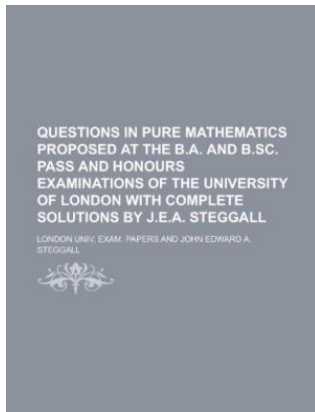 QUESTIONS IN PURE MATHEMATICS
PROPOSED AT THE B.A. AND B.SC.
PASS AND HONOURS
EXAMINATIONS OF THE UNIVERSITY
OF LONDON WITH COMPLETE
SOLUTIONS BY J.E.A. STEGGALL
LONDON UNIV, EXAM. PAPERS AND JOHN EDWARD A.
STEGGALL